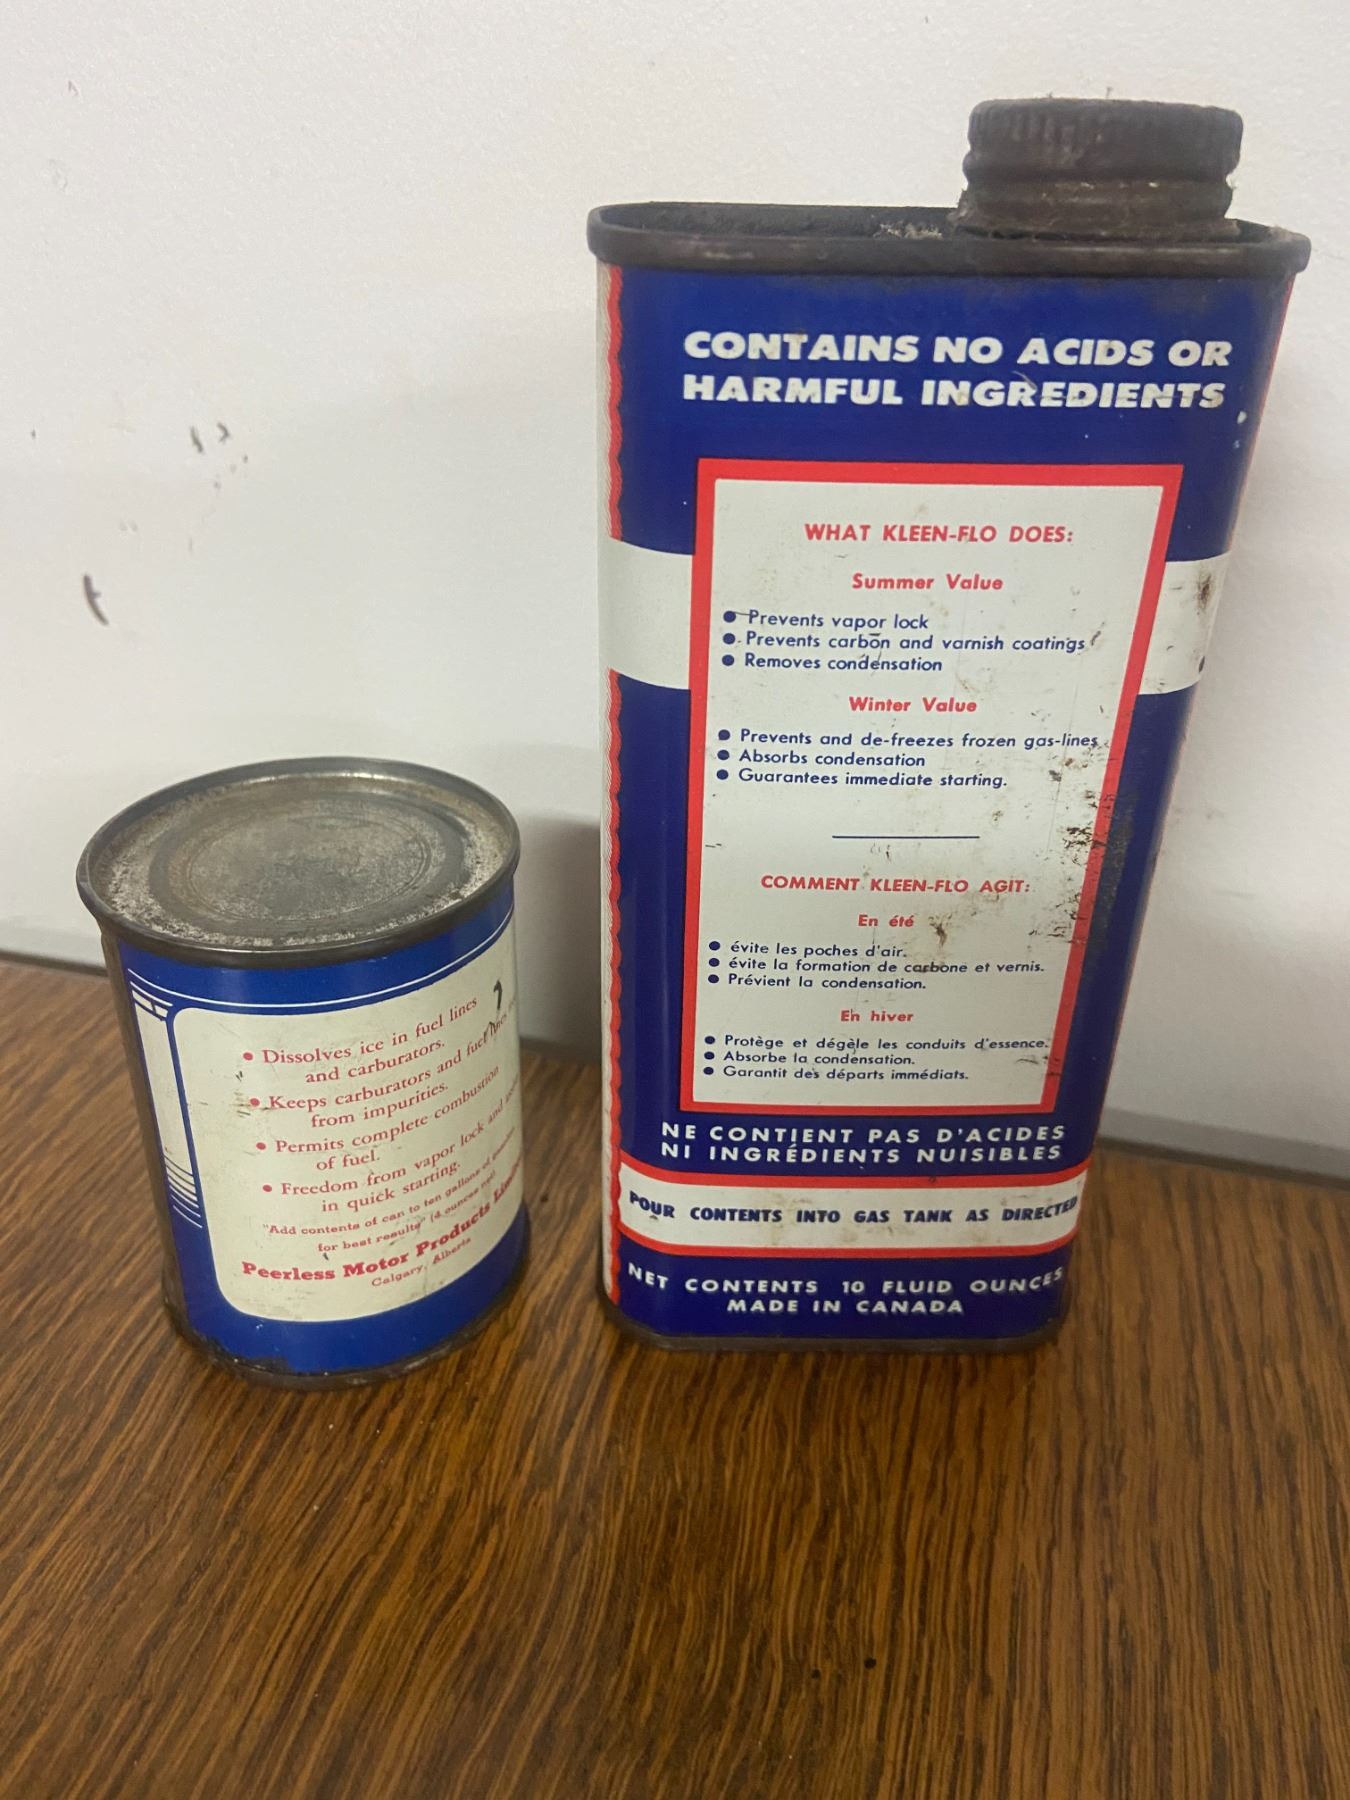 CONTAINS NO ACIDS OR
HARMFUL INGREDIENTS
WHAT KLEEN-FLO DOES:
Summer Value
● Prevents vapor lock
● Prevents carbon and varnish coatings
● Removes condensation
Winter Value
● Prevents and de-freezes frozen gas-lines
● Absorbs condensation
● Guarantees immediate starting.
COMMENT KLEEN-FLO AGIT:
En été
● évite les poches d'air.
● évite la formation de carbone et vernis.
● Prévient la condensation.
En hiver
● Protège et dégèle les conduits d'essence.
● Absorbe la condensation.
● Garantit des départs immédiats.
NE CONTIENT PAS D'ACIDES
NI INGRÉDIENTS NUISIBLES
POUR CONTENTS INTO GAS TANK AS DIRECTED
NET CONTENTS 10 FLUID OUNCES
MADE IN CANADA
● Dissolves ice in fuel lines
and carburators.
● Keeps carburators and fuel lines
from impurities.
● Permits complete combustion
of fuel.
● Freedom from vapor lock and
in quick starting.
"Add contents of can to ten gallons of
for best results" (4 ounces net)
Peerless Motor Products Limited
Calgary, Alberta